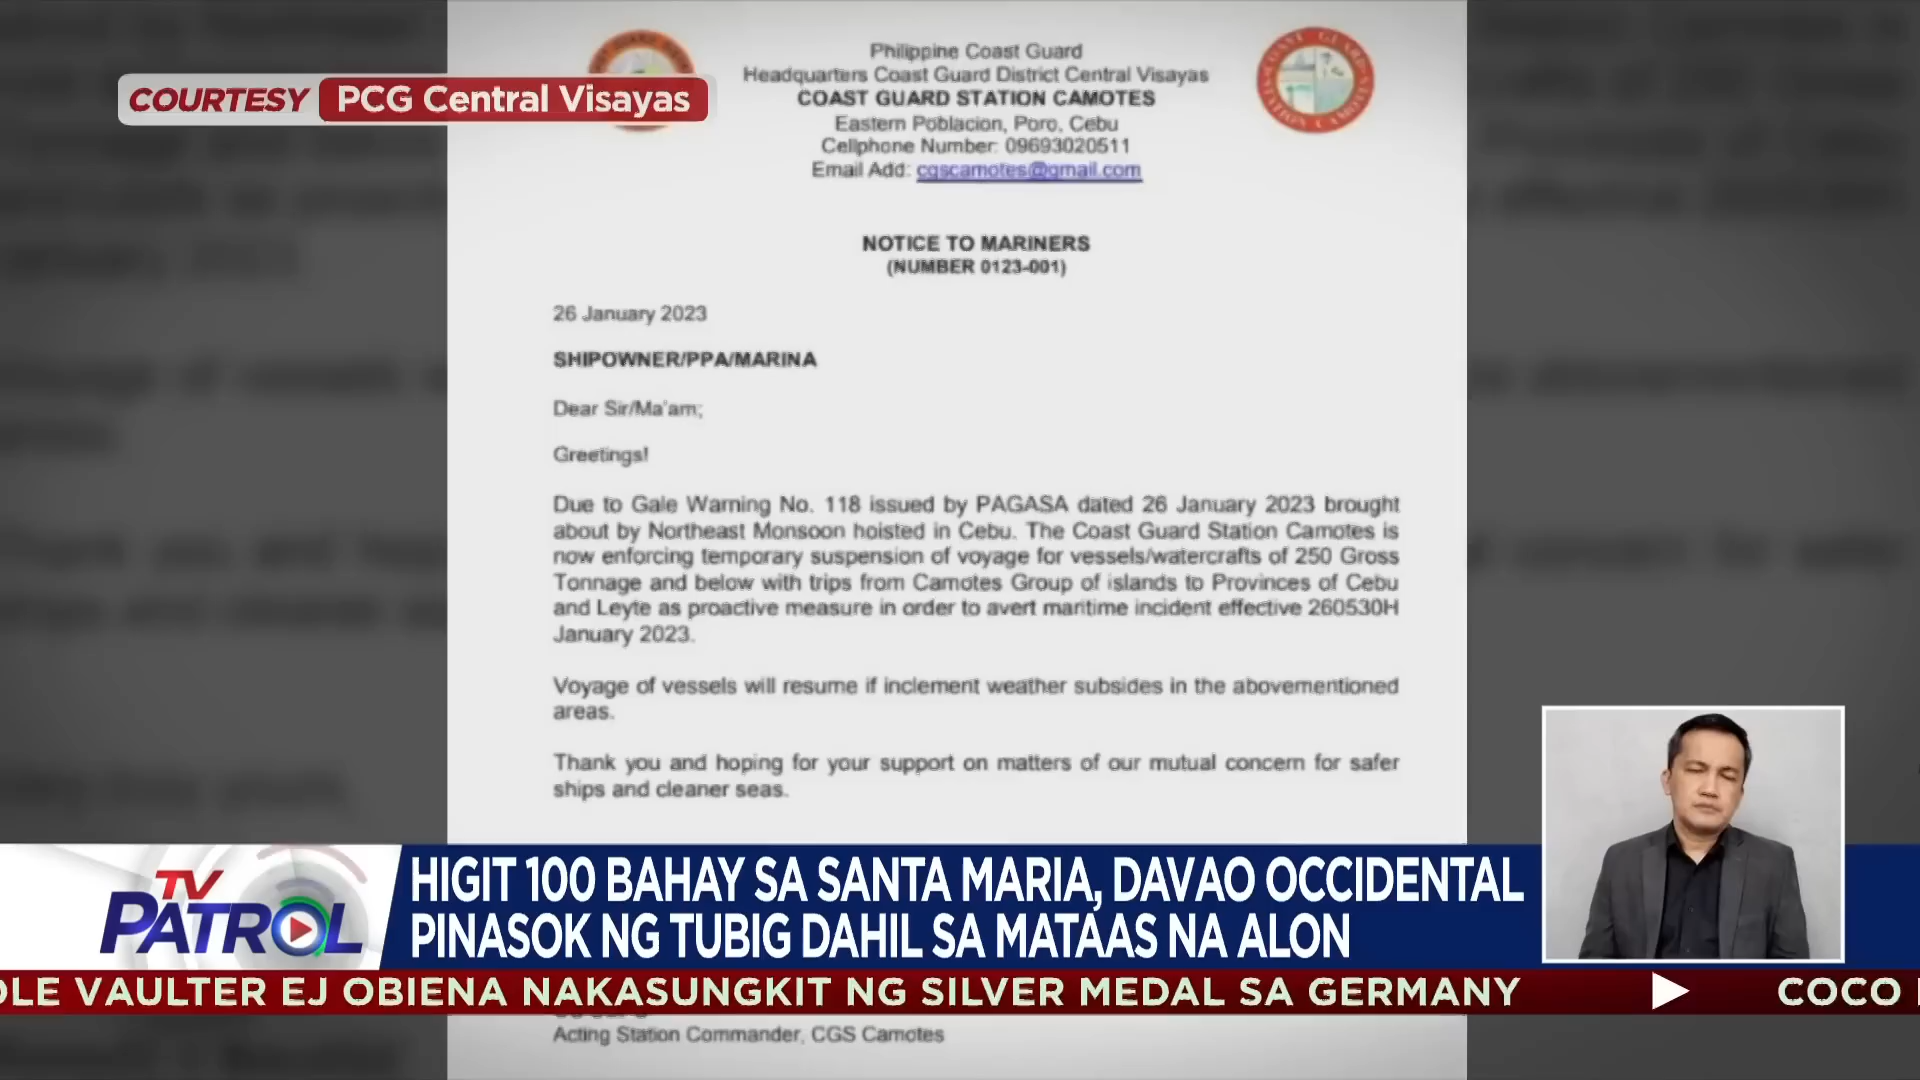 COURTESY PCG Central Visayas
Philippine Coast Guard
Headquarters Coast Guard District Central Visayas
COAST GUARD STATION CAMOTES
Eastern Poblacion, Poro, Cebu
Cellphone Number: 09693020511
Email Add: cgscamotes@gmail.com
NOTICE TO MARINERS
(NUMBER 0123-001)
26 January 2023
SHIPOWNER/PPA/MARINA
Dear Sir/Ma'am;
Greetings!
Due to Gale Warning No. 118 issued by PAGASA dated 26 January 2023 brought
about by Northeast Monsoon hoisted in Cebu. The Coast Guard Station Camotes is
now enforcing temporary suspension of voyage for vessels/watercrafts of 250 Gross
Tonnage and below with trips from Camotes Group of islands to Provinces of Cebu
and Leyte as proactive measure in order to avert maritime incident effective 260530H
January 2023.
Voyage of vessels will resume if inclement weather subsides in the abovementioned
areas.
Thank you and hoping for your support on matters of our mutual concern for safer
ships and cleaner seas.
TV PATROL
HIGIT 100 BAHAY SA SANTA MARIA, DAVAO OCCIDENTAL
PINASOK NG TUBIG DAHIL SA MATAAS NA ALON
OLE VAULTER EJ OBIENA NAKASUNGKIT NG SILVER MEDAL SA GERMANY COCO
Acting Station Commander, CGS Camotes